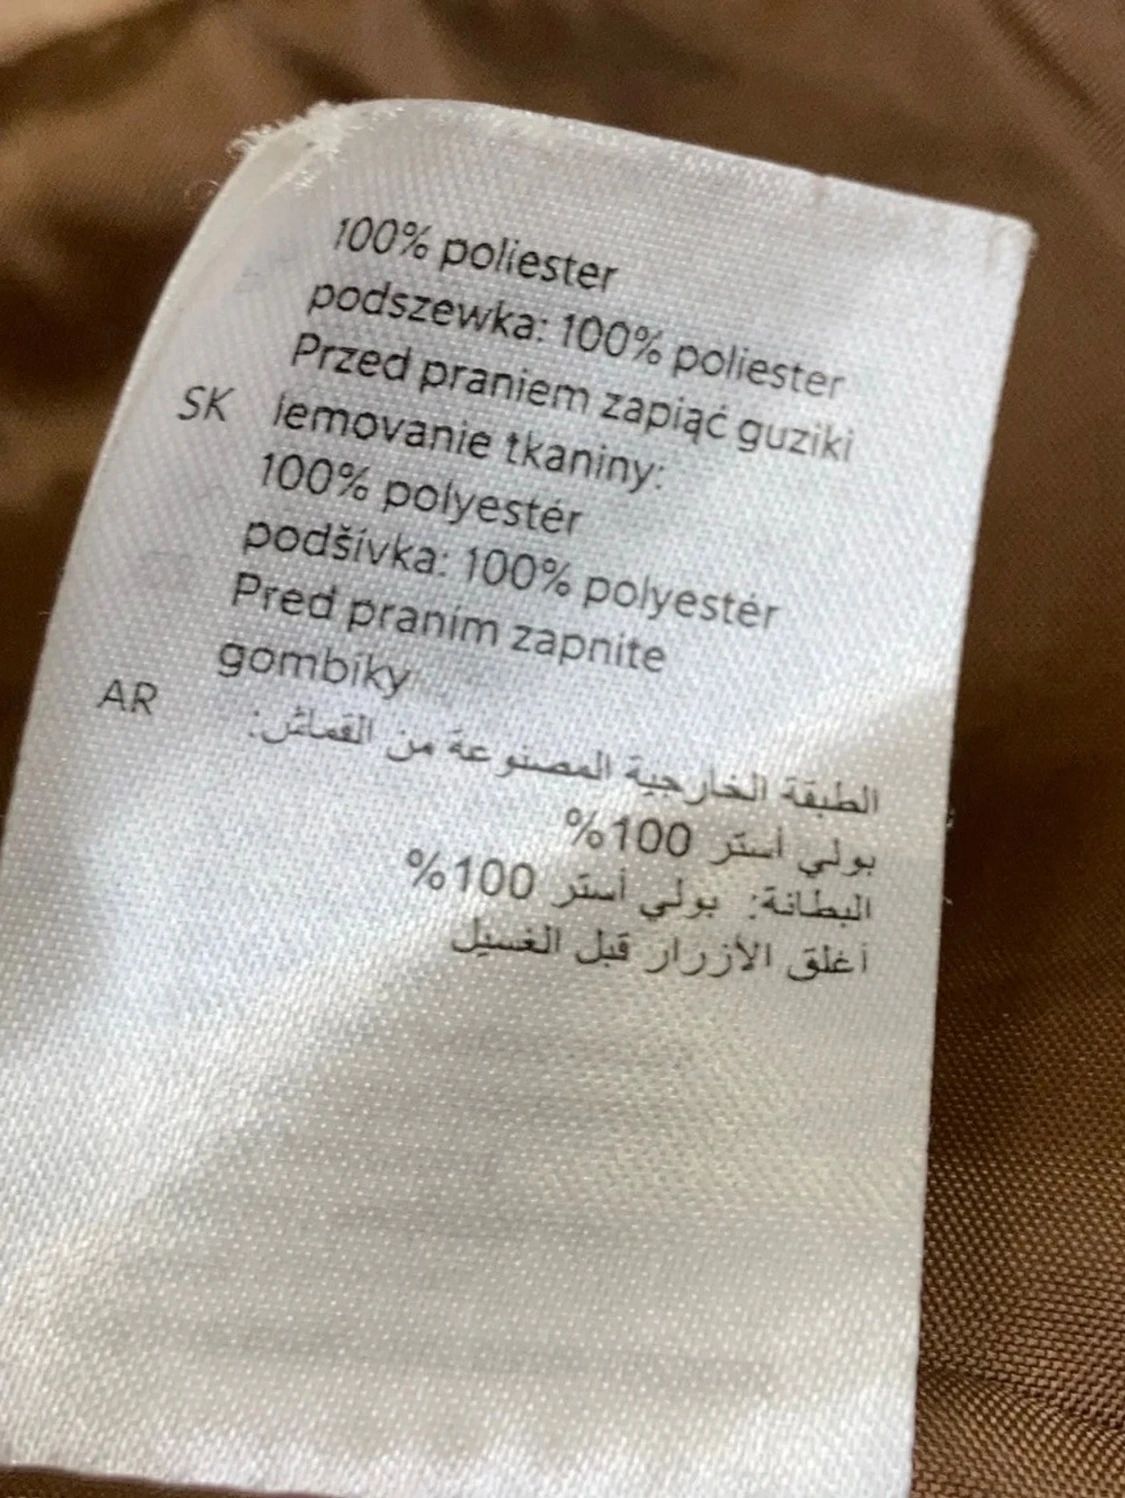 100% poliester
podszewka: 100% poliester
Przed praniem zapiąć guziki
SK lemovanie tkaniny:
100% polyestér
podšívka: 100% polyestér
Pred praním zapnite
gombíky
AR الطبقة الخارجية المصنوعة من القمائش:
بولي أستر 100%
البطانة: بولي أستر 100%
أغلق الأزرار قبل الغسيل